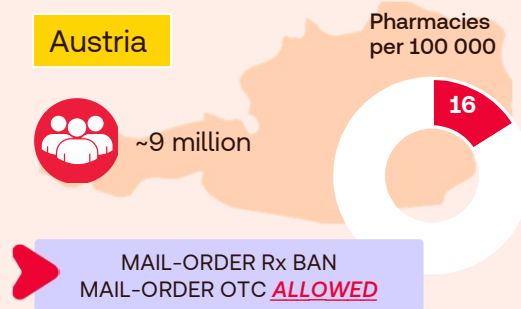 Austria
Pharmacies
per 100 000
16
~9 million
MAIL-ORDER Rx BAN
MAIL-ORDER OTC ALLOWED